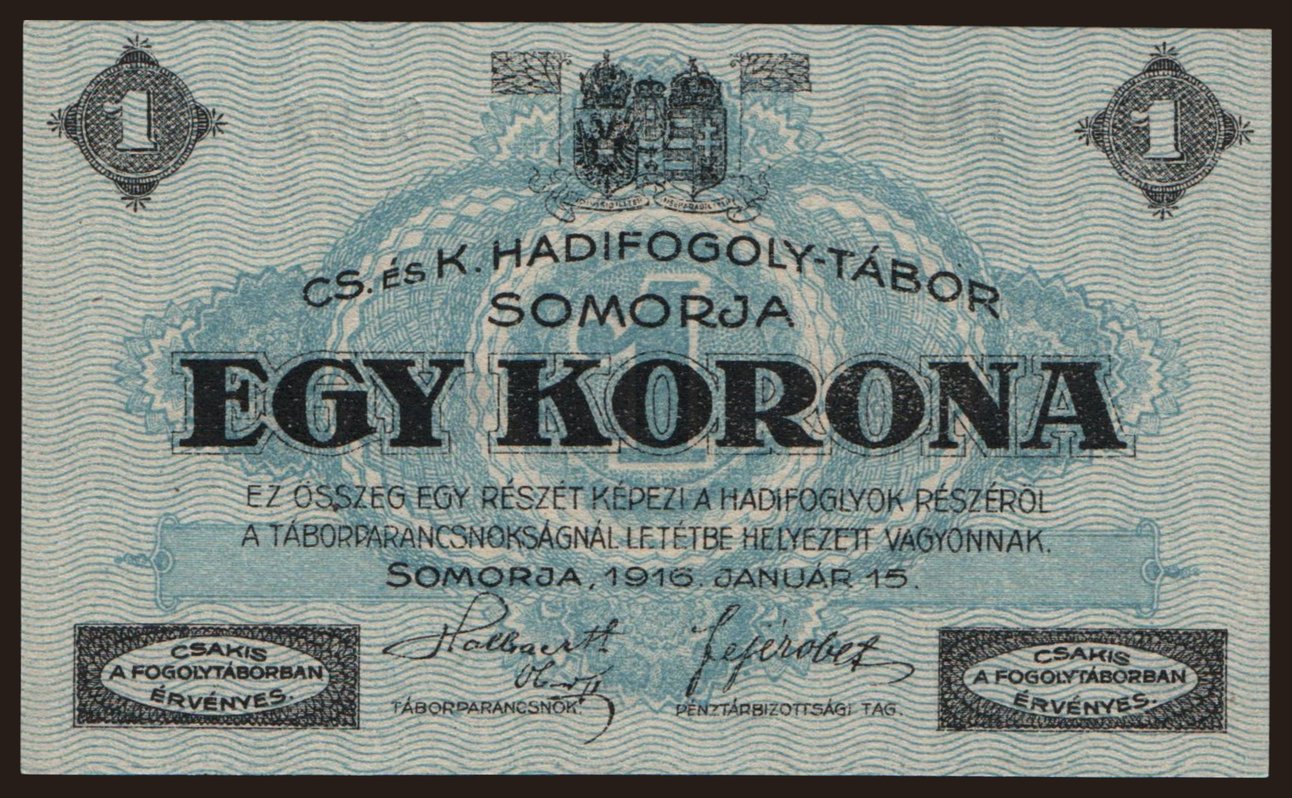 1
1
CS. ÉS K. HADIFOGOLY-TÁBOR
SOMORJA
1
EGY KORONA
EZ ÖSSZEG EGY RÉSZÉT KÉPEZI A HADIFOGLYOK RÉSZÉRŐL
A TÁBORPARANCSNOKSÁGNÁL LETÉTBE HELYEZETT VAGYONNAK.
SOMORJA, 1916. JANUÁR 15.
CSAKIS
A FOGOLYTÁBORBAN
ÉRVÉNYES.
TÁBORPARANCSNOK.
PÉNZTÁRBIZOTTSÁGI TAG.
CSAKIS
A FOGOLYTÁBORBAN
ÉRVÉNYES.